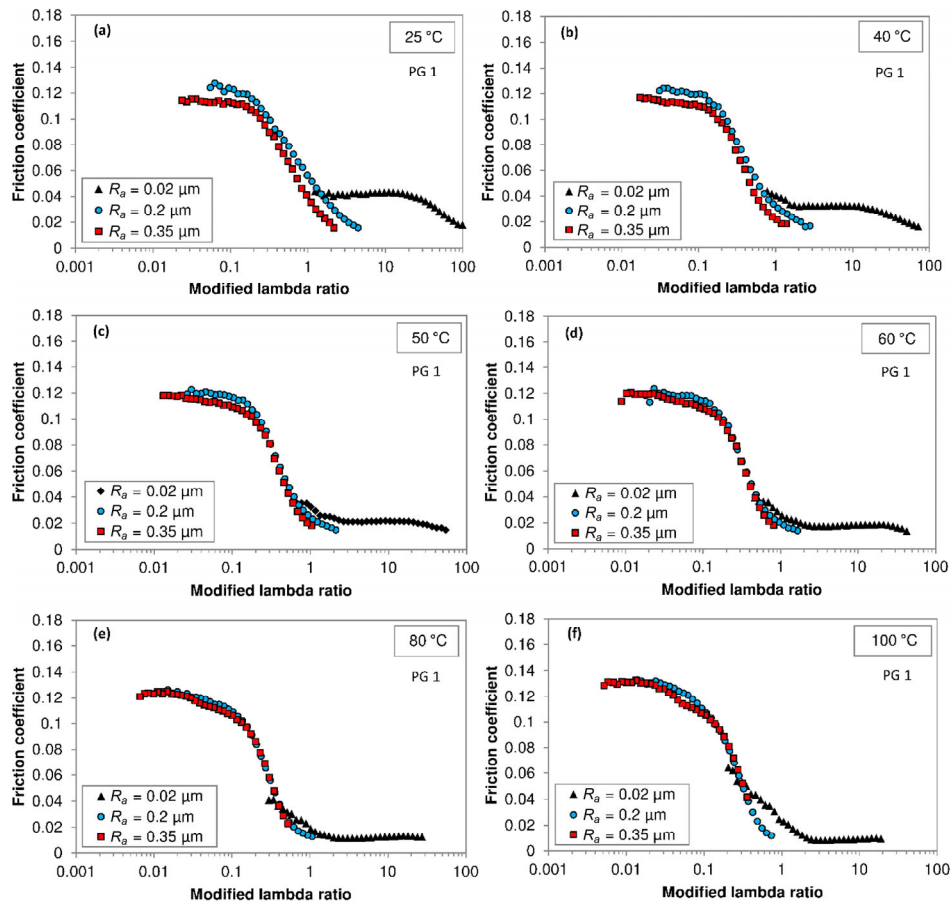 (a)
25 °C
PG 1
Friction coefficient
0.18
0.16
0.14
0.12
0.1
0.08
0.06
0.04
0.02
0
Ra = 0.02 µm
Ra = 0.2 µm
Ra = 0.35 µm
0.001 0.01 0.1 1 10 100
Modified lambda ratio
(b)
40 °C
PG 1
Friction coefficient
0.18
0.16
0.14
0.12
0.1
0.08
0.06
0.04
0.02
0
Ra = 0.02 µm
Ra = 0.2 µm
Ra = 0.35 µm
0.001 0.01 0.1 1 10 100
Modified lambda ratio
(c)
50 °C
PG 1
Friction coefficient
0.18
0.16
0.14
0.12
0.1
0.08
0.06
0.04
0.02
0
Ra = 0.02 µm
Ra = 0.2 µm
Ra = 0.35 µm
0.001 0.01 0.1 1 10 100
Modified lambda ratio
(d)
60 °C
PG 1
Friction coefficient
0.18
0.16
0.14
0.12
0.1
0.08
0.06
0.04
0.02
0
Ra = 0.02 µm
Ra = 0.2 µm
Ra = 0.35 µm
0.001 0.01 0.1 1 10 100
Modified lambda ratio
(e)
80 °C
PG 1
Friction coefficient
0.18
0.16
0.14
0.12
0.1
0.08
0.06
0.04
0.02
0
Ra = 0.02 µm
Ra = 0.2 µm
Ra = 0.35 µm
0.001 0.01 0.1 1 10 100
Modified lambda ratio
(f)
100 °C
PG 1
Friction coefficient
0.18
0.16
0.14
0.12
0.1
0.08
0.06
0.04
0.02
0
Ra = 0.02 µm
Ra = 0.2 µm
Ra = 0.35 µm
0.001 0.01 0.1 1 10 100
Modified lambda ratio